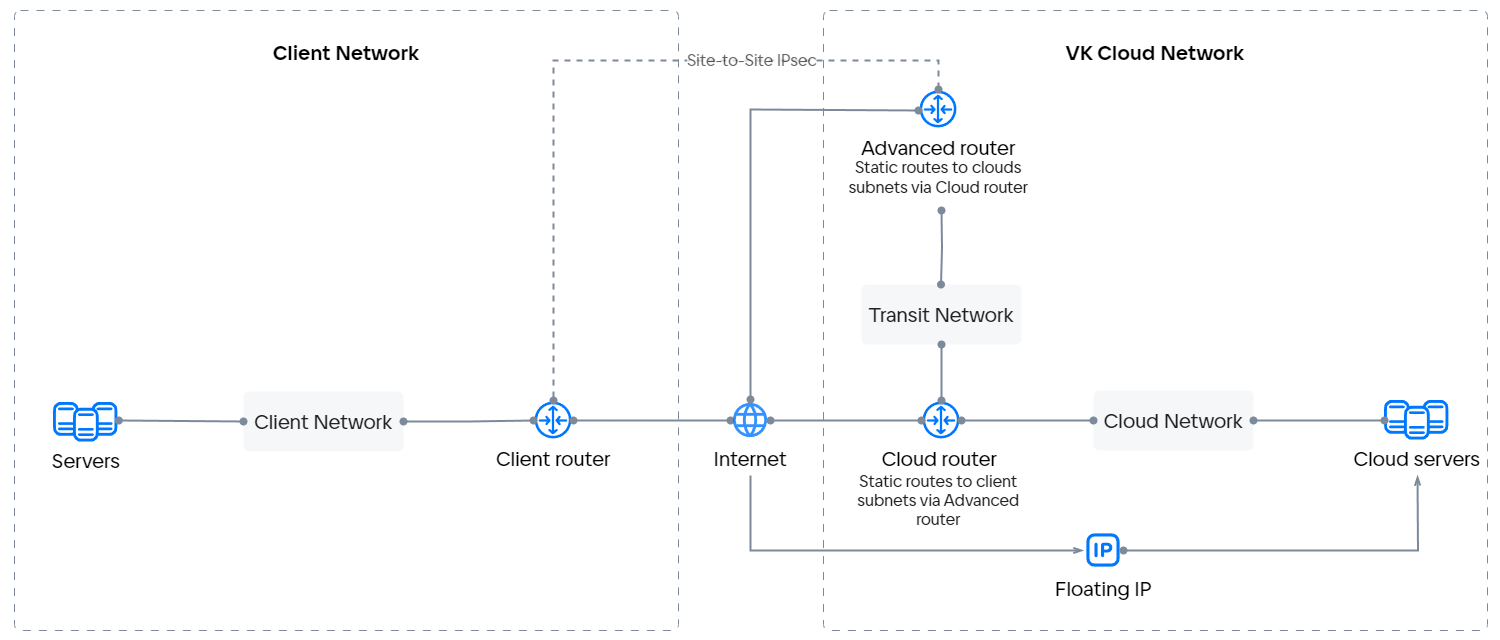 Client Network
VK Cloud Network
Site-to-Site IPsec
Advanced router
Static routes to clouds
subnets via Cloud router
Transit Network
Client Network
Cloud Network
Servers
Client router
Internet
Cloud router
Cloud servers
Static routes to client
subnets via Advanced
router
IP
Floating IP